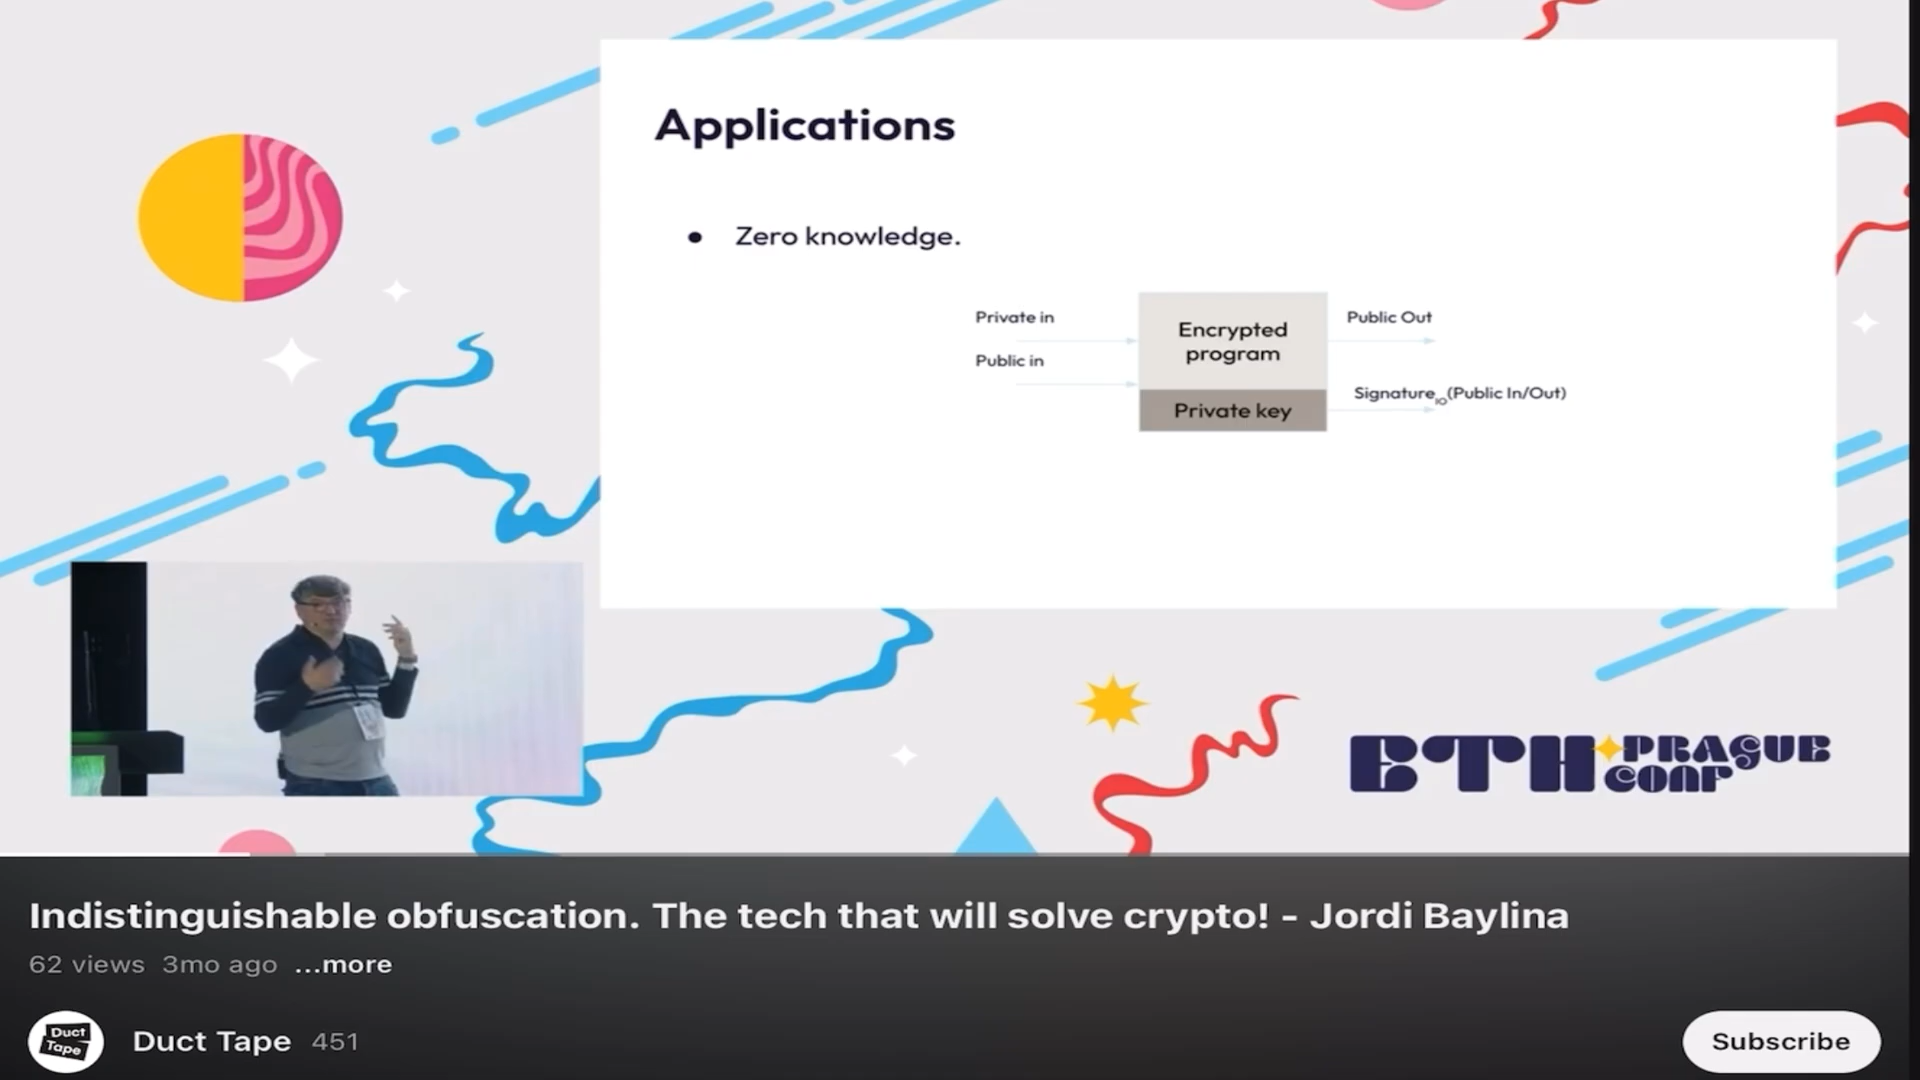 Applications
● Zero knowledge.
Private in
Public in
Encrypted
program
Private key
Public Out
Signature_IO(Public In/Out)
ETH PRAGUE
CONF
Indistinguishable obfuscation. The tech that will solve crypto! - Jordi Baylina
62 views 3mo ago ...more
Duct
Tape
Duct Tape 451
Subscribe